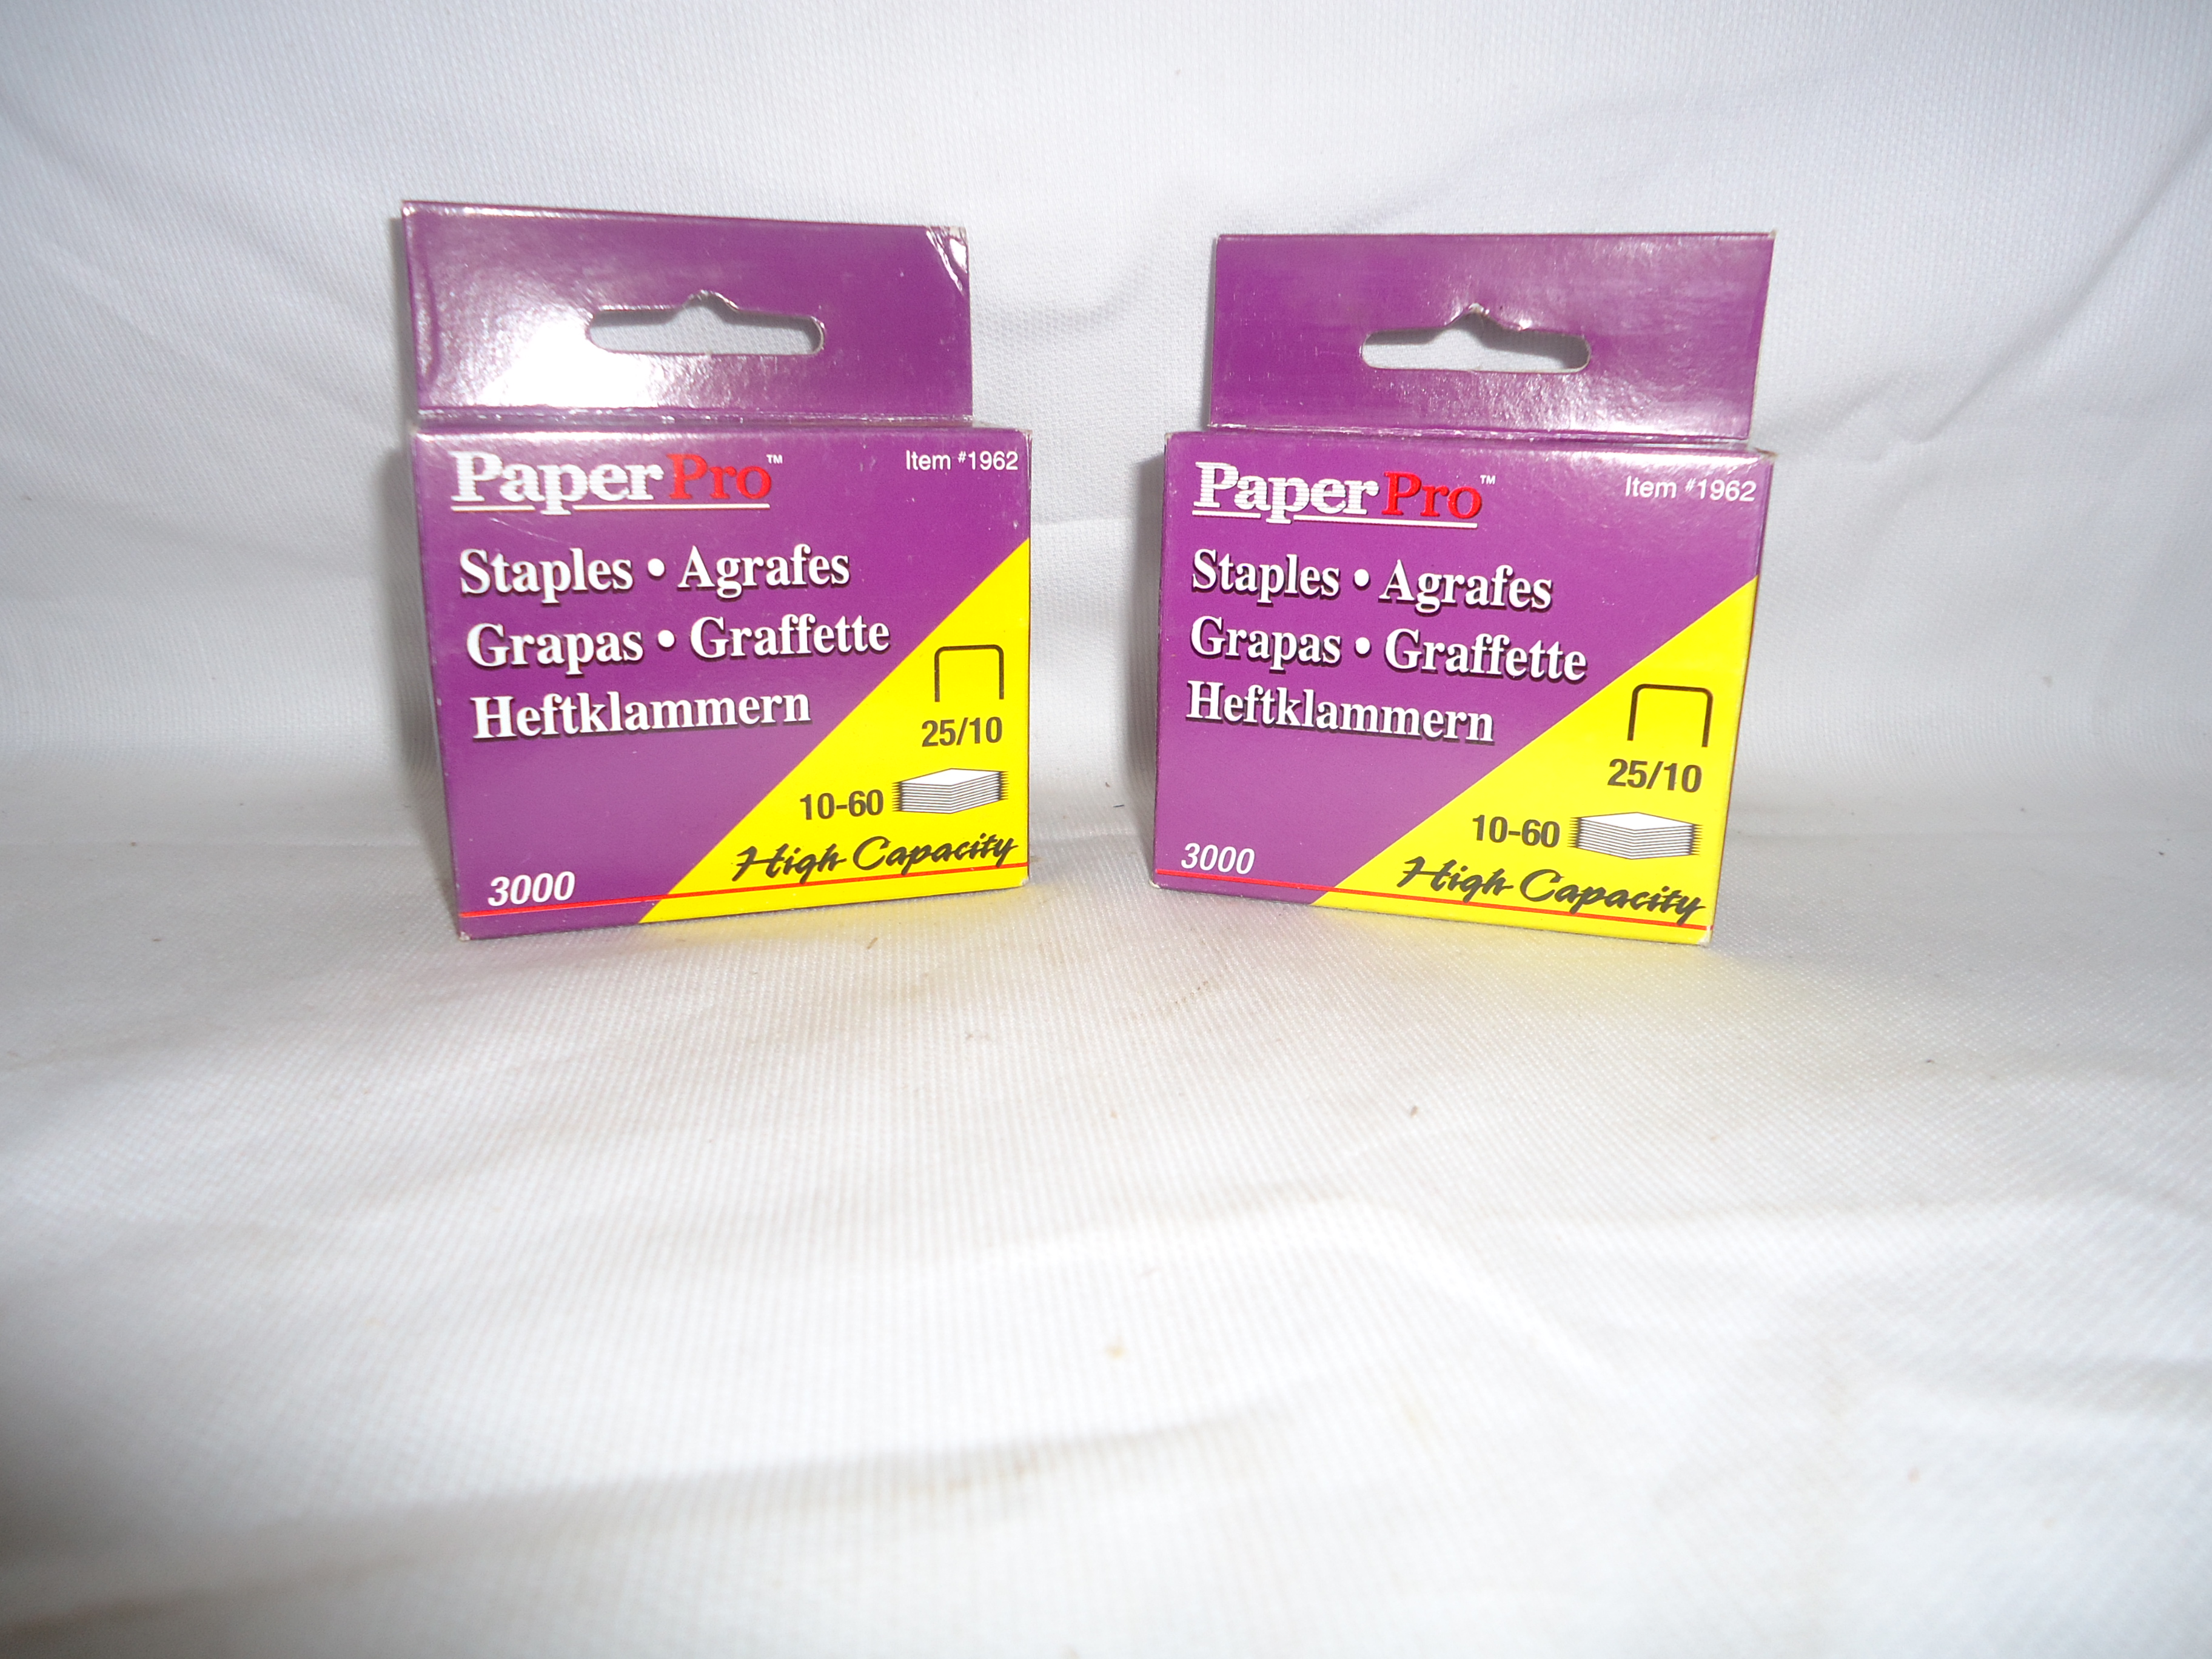 PaperPro™
Item #1962
Staples • Agrafes
Grapas • Graffette
Heftklammern
25/10
10-60
High Capacity
3000
PaperPro™
Item #1962
Staples • Agrafes
Grapas • Graffette
Heftklammern
25/10
10-60
High Capacity
3000